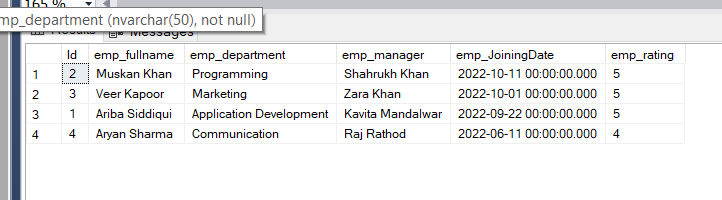 165 %
mp_department (nvarchar(50), not null)
Messages
Id emp_fullname emp_department emp_manager emp_JoiningDate emp_rating
1 2 Muskan Khan Programming Shahrukh Khan 2022-10-11 00:00:00.000 5
2 3 Veer Kapoor Marketing Zara Khan 2022-10-01 00:00:00.000 5
3 1 Ariba Siddiqui Application Development Kavita Mandalwar 2022-09-22 00:00:00.000 5
4 4 Aryan Sharma Communication Raj Rathod 2022-06-11 00:00:00.000 4